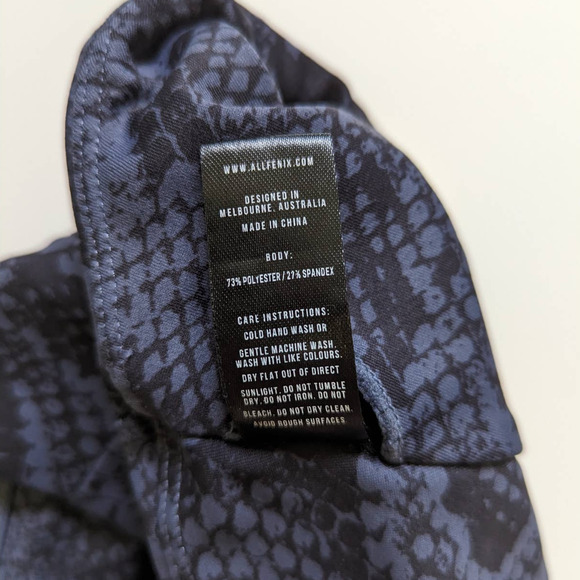 WWW.ALLFENIX.COM
DESIGNED IN
MELBOURNE, AUSTRALIA
MADE IN CHINA
BODY:
73% POLYESTER / 27% SPANDEX
CARE INSTRUCTIONS:
COLD HAND WASH OR
GENTLE MACHINE WASH.
WASH WITH LIKE COLOURS.
DRY FLAT OUT OF DIRECT
SUNLIGHT. DO NOT TUMBLE
DRY. DO NOT IRON. DO NOT
BLEACH. DO NOT DRY CLEAN.
AVOID ROUGH SURFACES